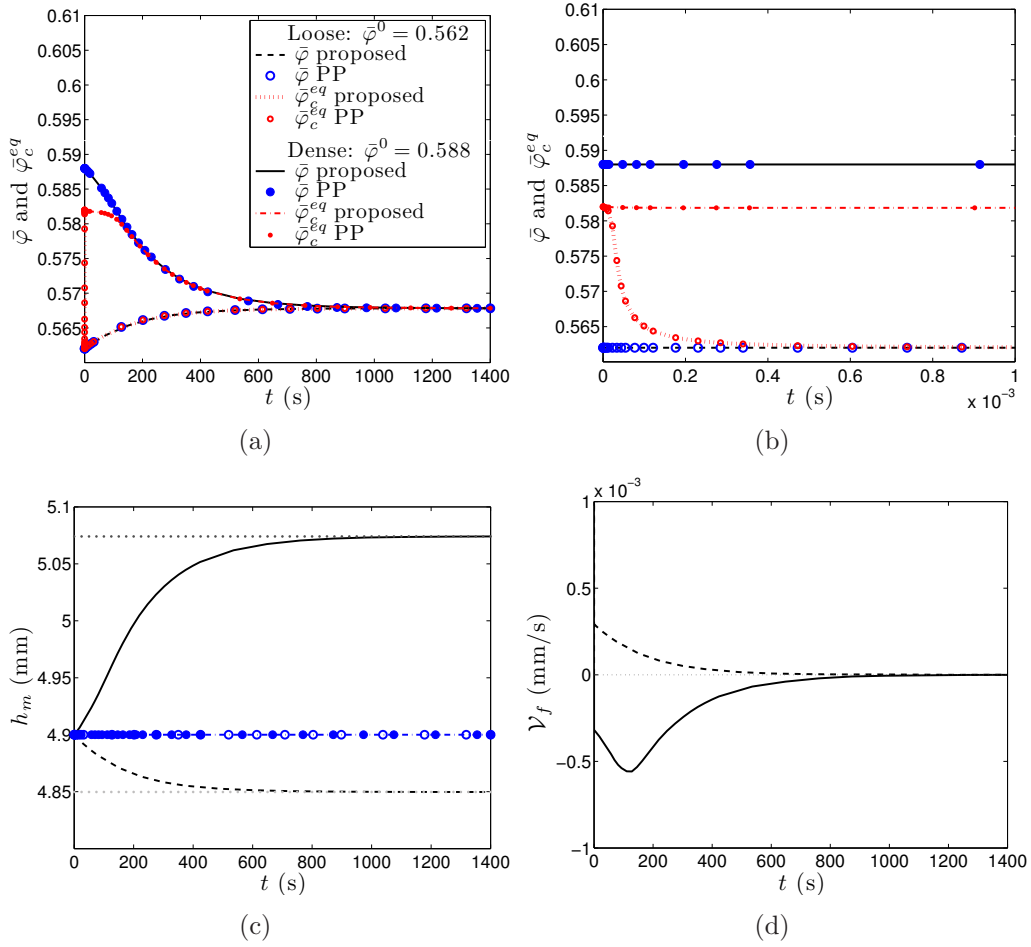 0.61
0.605
0.6
0.595
0.59
0.585
0.58
0.575
0.57
0.565
φ̄ and φ̄_c^eq
Loose: φ̄^0 = 0.562
φ̄ proposed
φ̄ PP
φ̄_c^eq proposed
φ̄_c^eq PP
Dense: φ̄^0 = 0.588
φ̄ proposed
φ̄ PP
φ̄_c^eq proposed
φ̄_c^eq PP
0 200 400 600 800 1000 1200 1400
t (s)
(a)
0.61
0.605
0.6
0.595
0.59
0.585
0.58
0.575
0.57
0.565
φ̄ and φ̄_c^eq
0 0.2 0.4 0.6 0.8 1
x 10^-3
t (s)
(b)
5.1
5.05
5
4.95
4.9
4.85
h_m (mm)
0 200 400 600 800 1000 1200 1400
t (s)
(c)
x 10^-3
1
0.5
0
−0.5
−1
𝒱_f (mm/s)
0 200 400 600 800 1000 1200 1400
t (s)
(d)